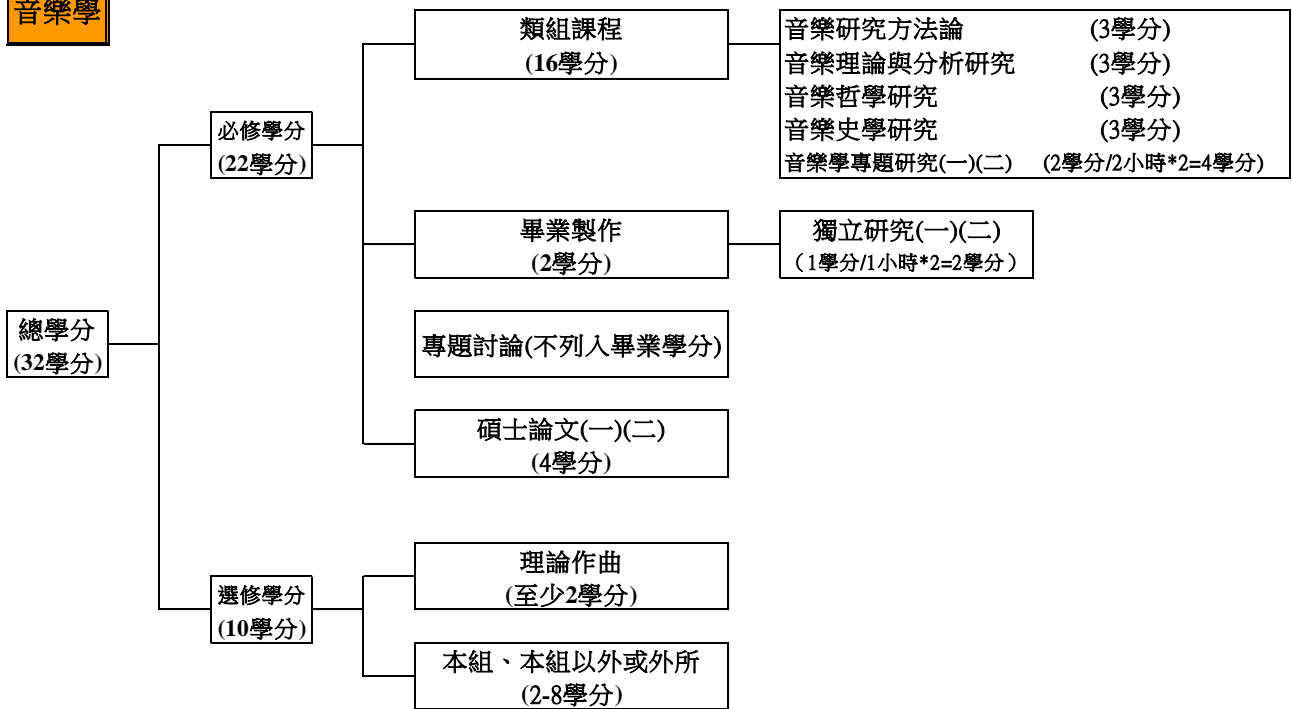 音樂學
類組課程
(16學分)
音樂研究方法論 (3學分)
音樂理論與分析研究 (3學分)
音樂哲學研究 (3學分)
音樂史學研究 (3學分)
音樂學專題研究(一)(二) (2學分/2小時*2=4學分)
必修學分
(22學分)
畢業製作
(2學分)
獨立研究(一)(二)
（1學分/1小時*2=2學分）
總學分
(32學分)
專題討論(不列入畢業學分)
碩士論文(一)(二)
(4學分)
理論作曲
(至少2學分)
選修學分
(10學分)
本組、本組以外或外所
(2-8學分)